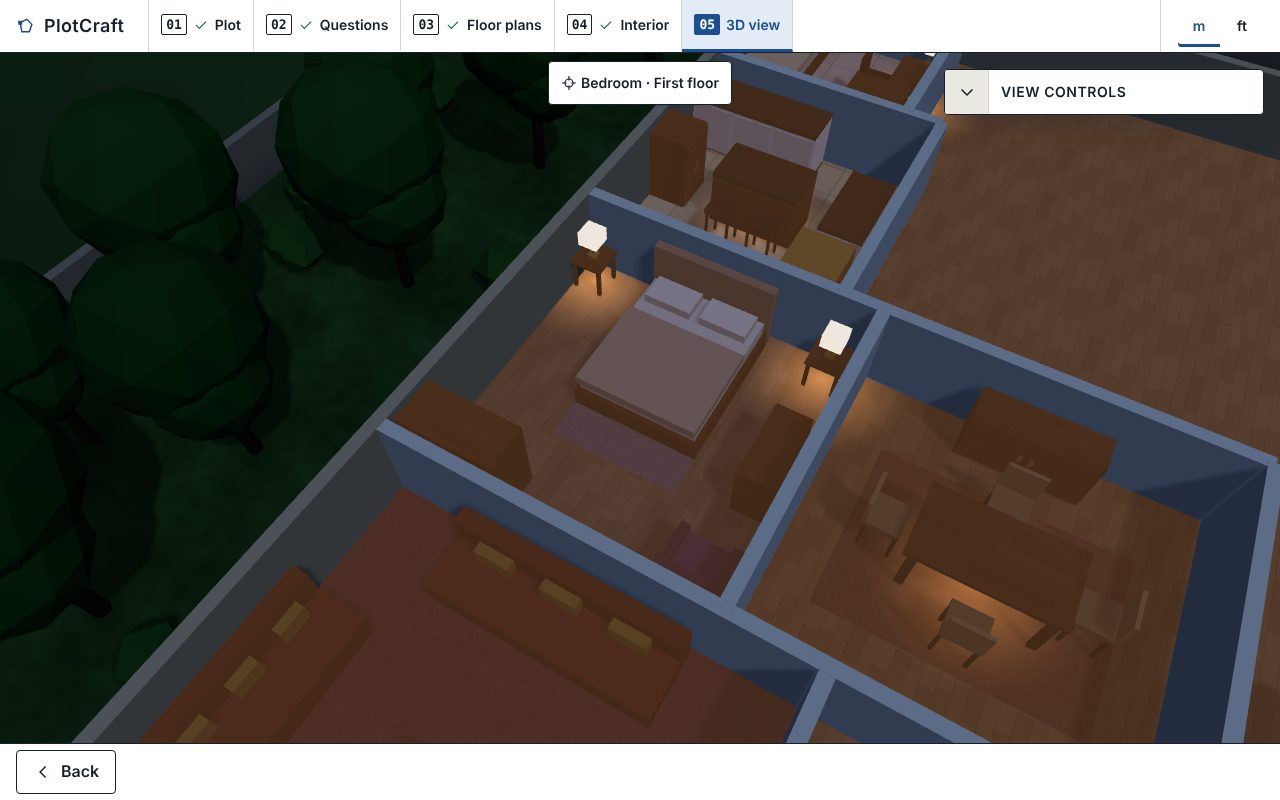 PlotCraft
01 Plot
02 Questions
03 Floor plans
04 Interior
05 3D view
m
ft
Bedroom · First floor
VIEW CONTROLS
Back